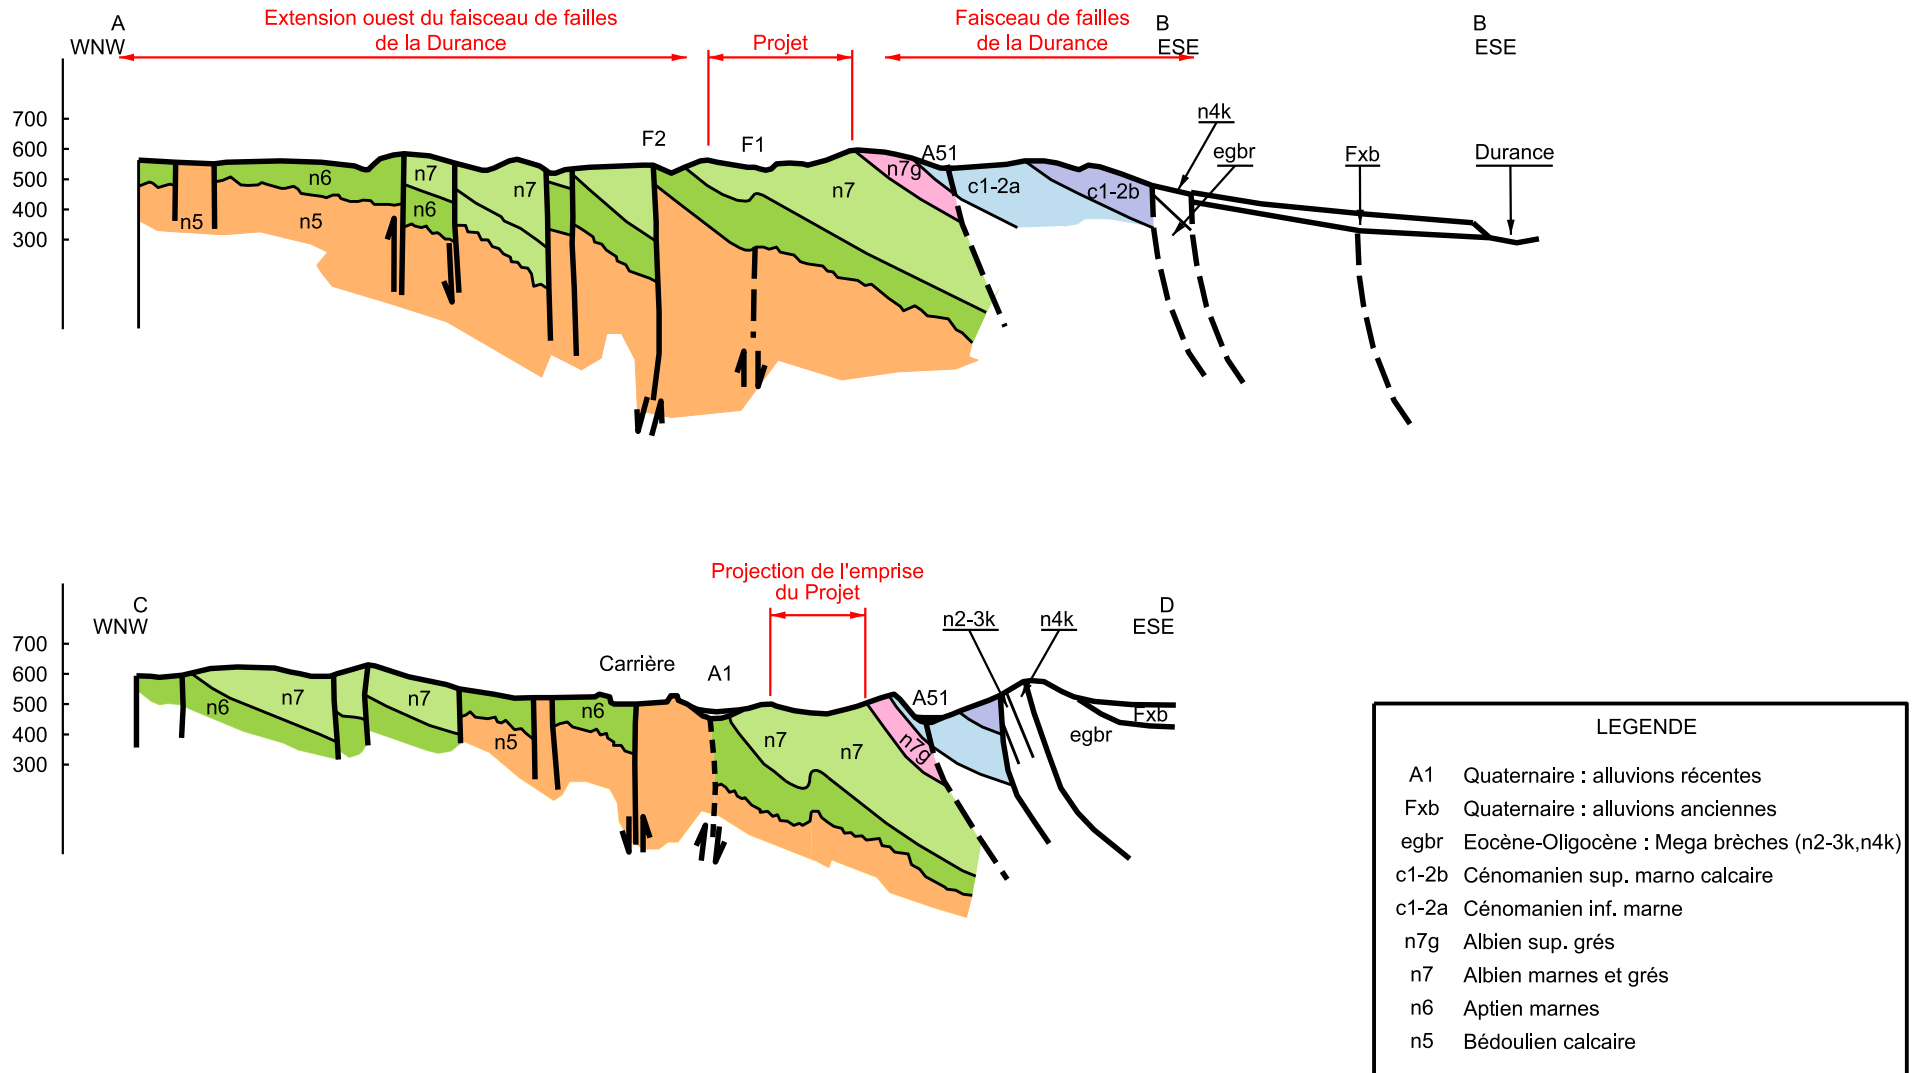 A
WNW
Extension ouest du faisceau de failles
de la Durance
Projet
Faisceau de failles
de la Durance
B
ESE
B
ESE
700
600
500
400
300
F2
F1
A51
n4k
egbr
Fxb
Durance
n6
n5
n5
n7
n6
n7
n7
n7g
c1-2a
c1-2b
Projection de l'emprise
du Projet
C
WNW
D
ESE
700
600
500
400
300
Carrière
A1
A51
n2-3k
n4k
n6
n7
n7
n5
n6
n7
n7
n7g
egbr
Fxb
LEGENDE
A1 Quaternaire : alluvions récentes
Fxb Quaternaire : alluvions anciennes
egbr Eocène-Oligocène : Mega brèches (n2-3k,n4k)
c1-2b Cénomanien sup. marno calcaire
c1-2a Cénomanien inf. marne
n7g Albien sup. grés
n7 Albien marnes et grés
n6 Aptien marnes
n5 Bédoulien calcaire